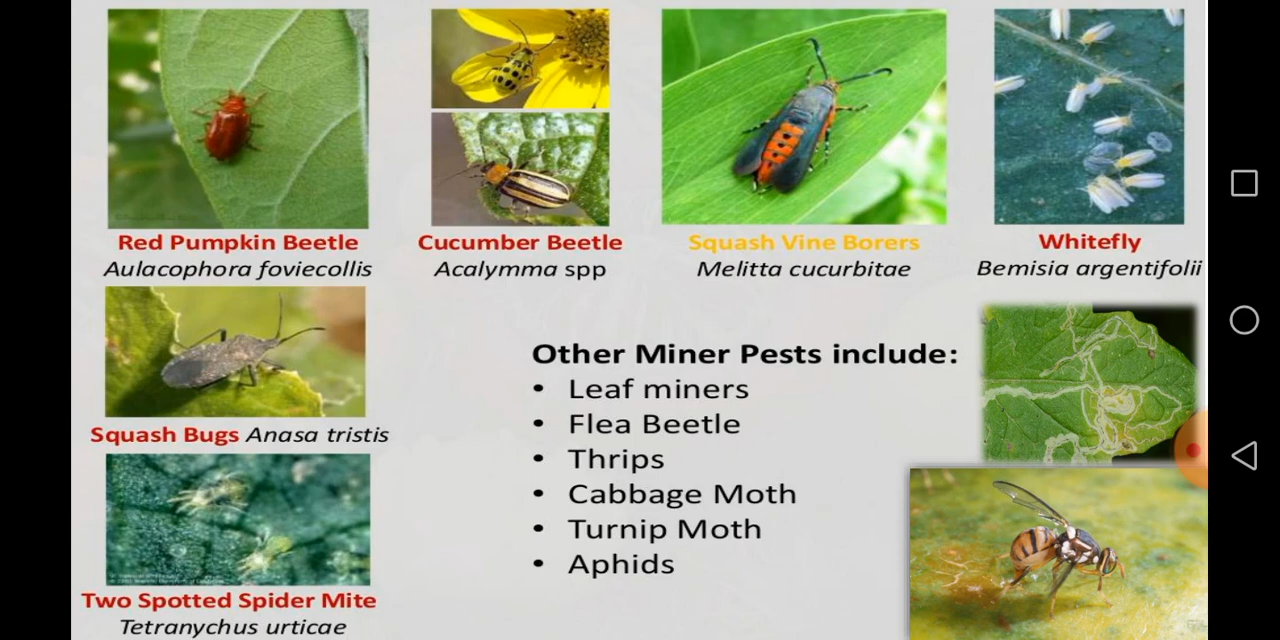 Red Pumpkin Beetle
Aulacophora foviecollis
Cucumber Beetle
Acalymma spp
Squash Vine Borers
Melitta cucurbitae
Whitefly
Bemisia argentifolii
Squash Bugs Anasa tristis
Two Spotted Spider Mite
Tetranychus urticae
Other Miner Pests include:
• Leaf miners
• Flea Beetle
• Thrips
• Cabbage Moth
• Turnip Moth
• Aphids